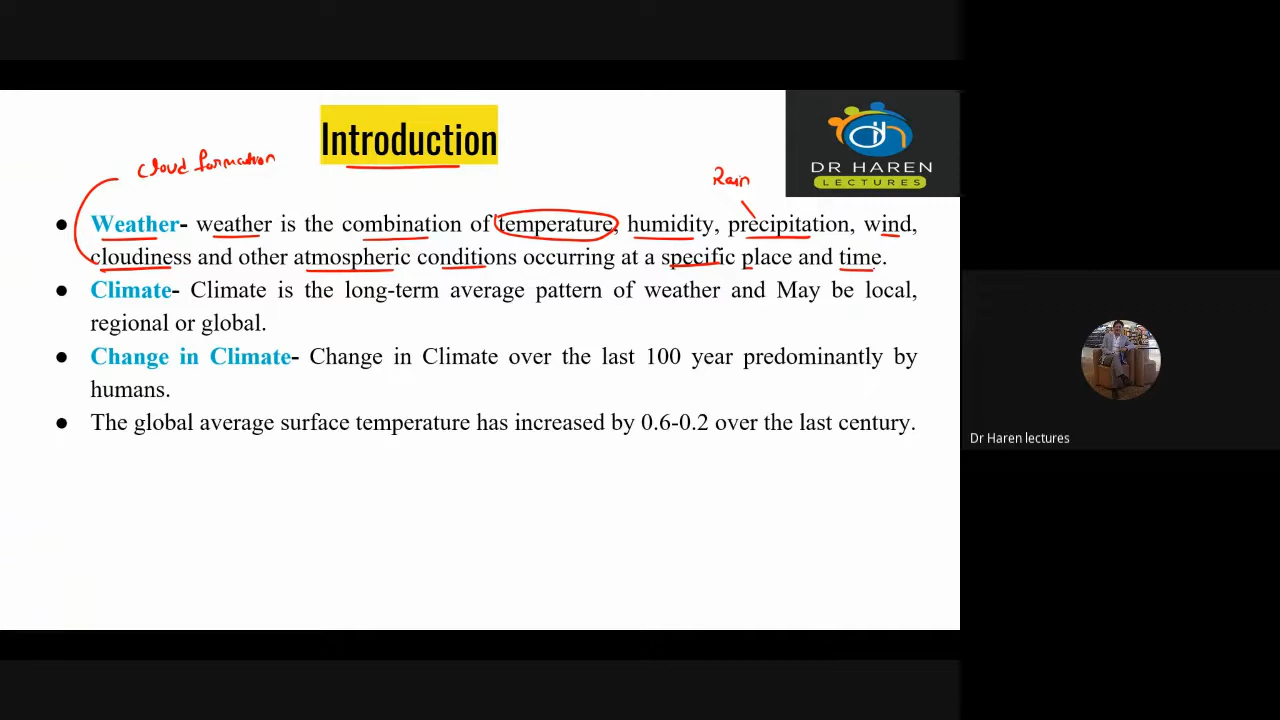 Introduction
DR HAREN
LECTURES
Cloud formation
Rain
● Weather- weather is the combination of temperature, humidity, precipitation, wind,
cloudiness and other atmospheric conditions occurring at a specific place and time.
● Climate- Climate is the long-term average pattern of weather and May be local,
regional or global.
● Change in Climate- Change in Climate over the last 100 year predominantly by
humans.
● The global average surface temperature has increased by 0.6-0.2 over the last century.
Dr Haren lectures